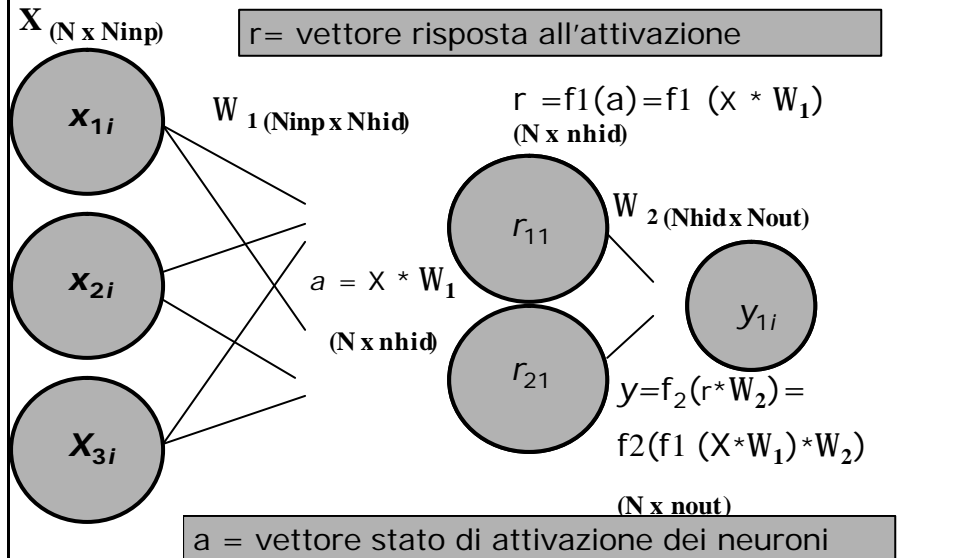 X (N x Ninp)
r= vettore risposta all'attivazione
x1i
W 1 (Ninp x Nhid)
r =f1(a)=f1 (X * W1)
(N x nhid)
r11
W 2 (Nhid x Nout)
x2i
a = X * W1
y1i
(N x nhid)
r21
y=f2(r*W2)=
X3i
f2(f1 (X*W1)*W2)
(N x nout)
a = vettore stato di attivazione dei neuroni